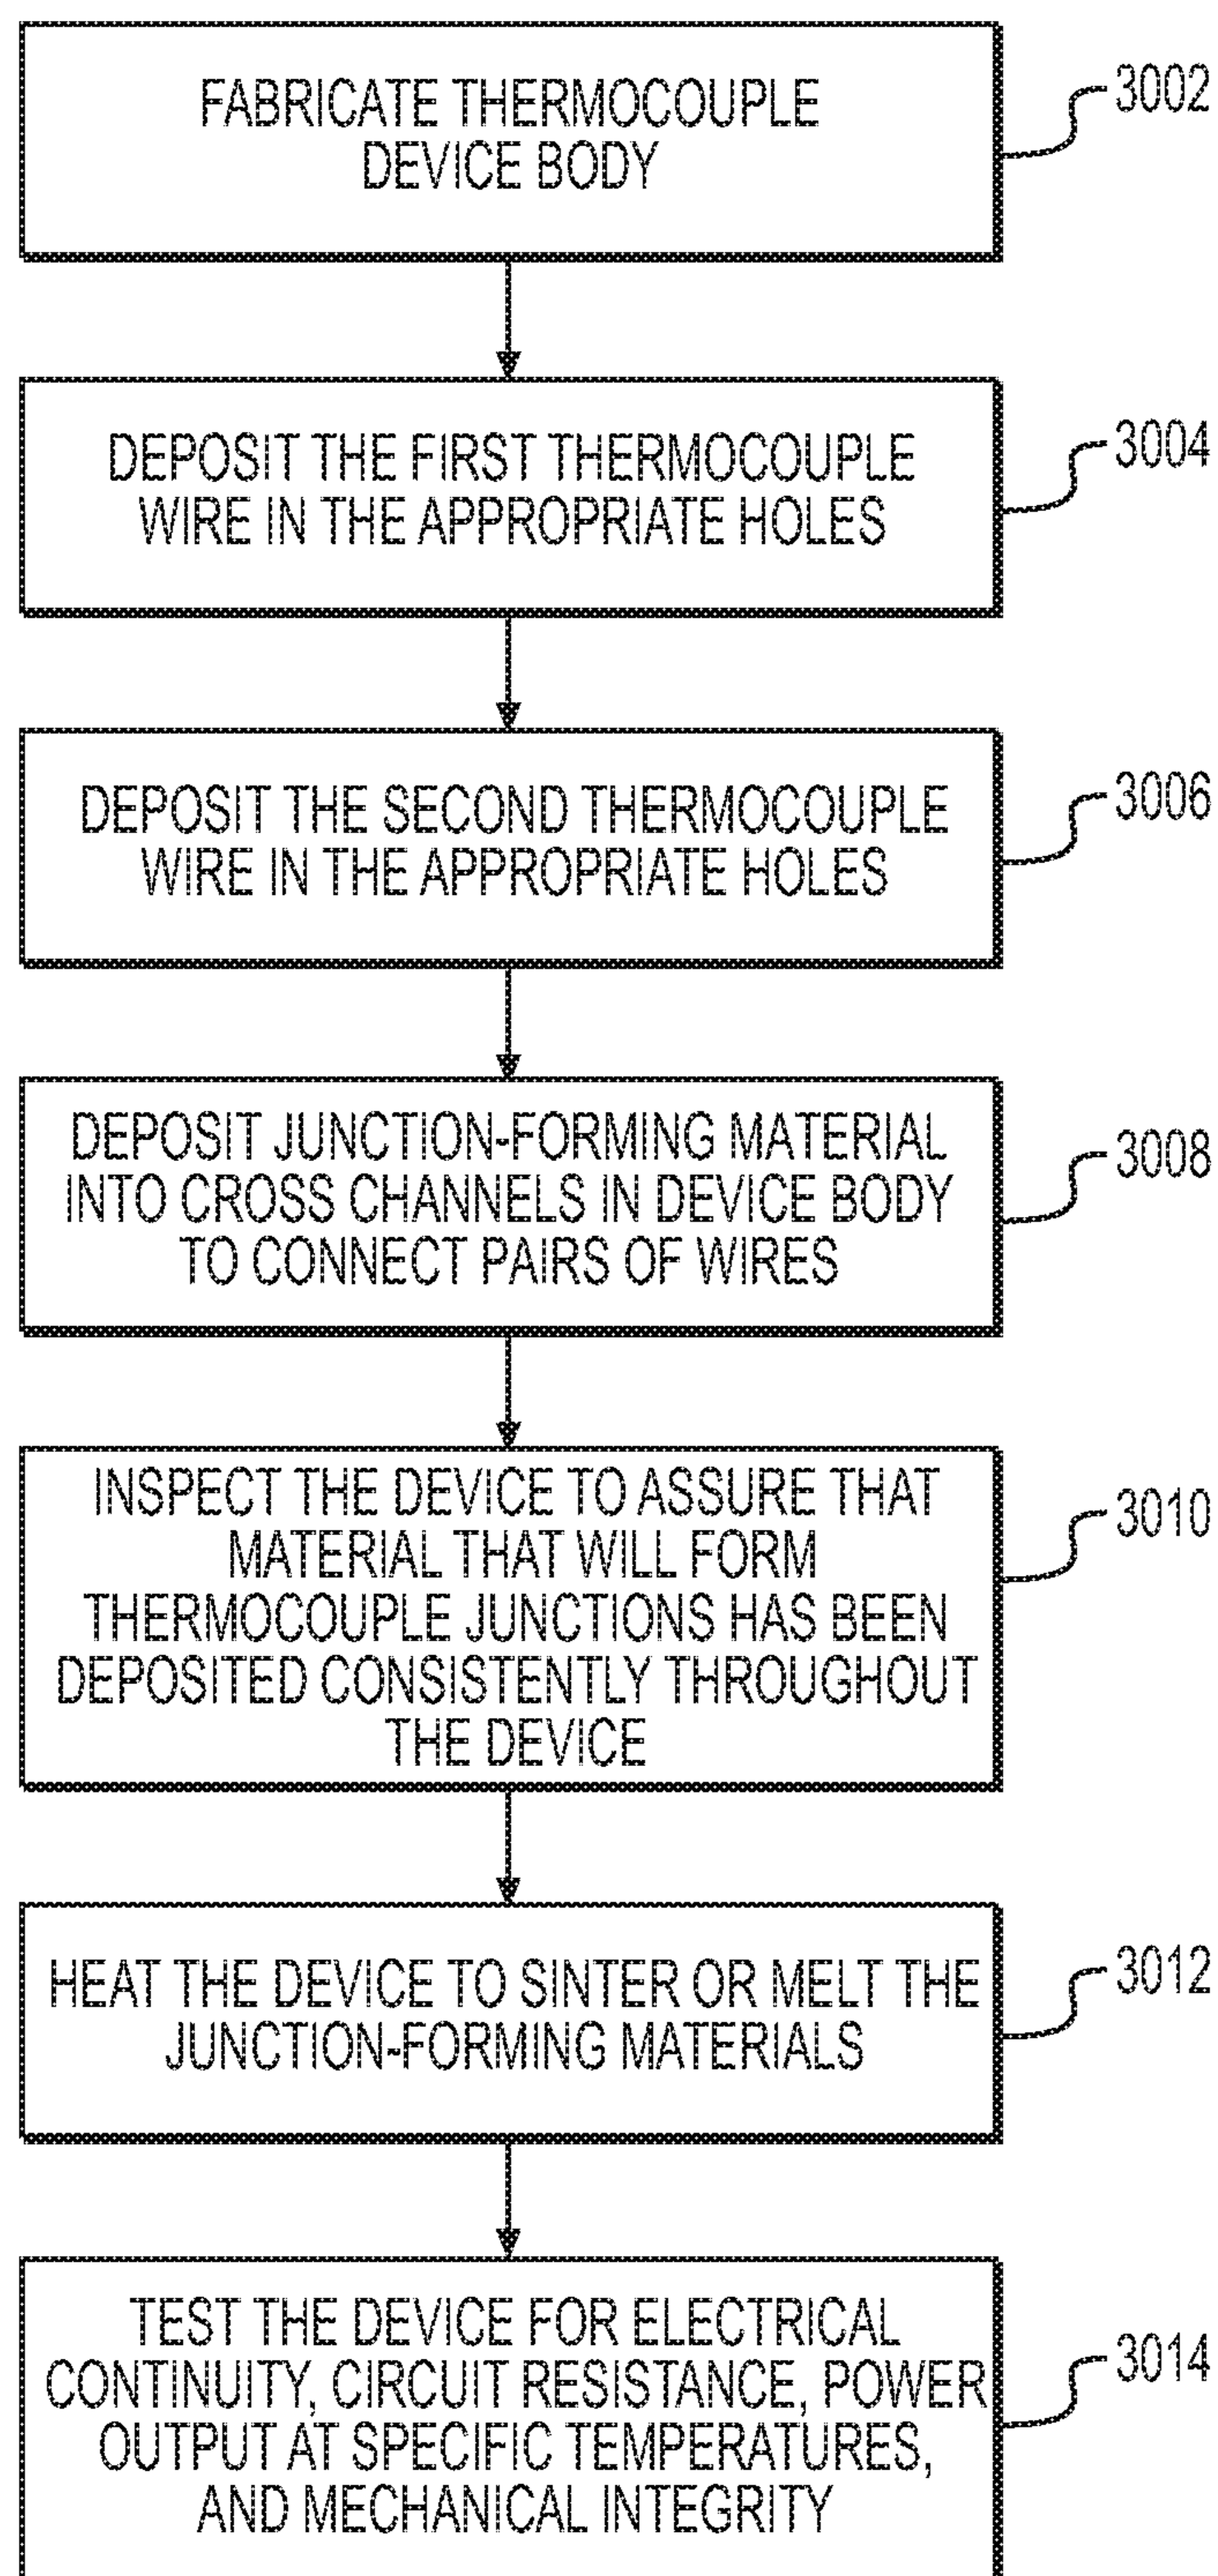 FABRICATE THERMOCOUPLE
DEVICE BODY
3002
DEPOSIT THE FIRST THERMOCOUPLE
WIRE IN THE APPROPRIATE HOLES
3004
DEPOSIT THE SECOND THERMOCOUPLE
WIRE IN THE APPROPRIATE HOLES
3006
DEPOSIT JUNCTION-FORMING MATERIAL
INTO CROSS CHANNELS IN DEVICE BODY
TO CONNECT PAIRS OF WIRES
3008
INSPECT THE DEVICE TO ASSURE THAT
MATERIAL THAT WILL FORM
THERMOCOUPLE JUNCTIONS HAS BEEN
DEPOSITED CONSISTENTLY THROUGHOUT
THE DEVICE
3010
HEAT THE DEVICE TO SINTER OR MELT THE
JUNCTION-FORMING MATERIALS
3012
TEST THE DEVICE FOR ELECTRICAL
CONTINUITY, CIRCUIT RESISTANCE, POWER
OUTPUT AT SPECIFIC TEMPERATURES,
AND MECHANICAL INTEGRITY
3014